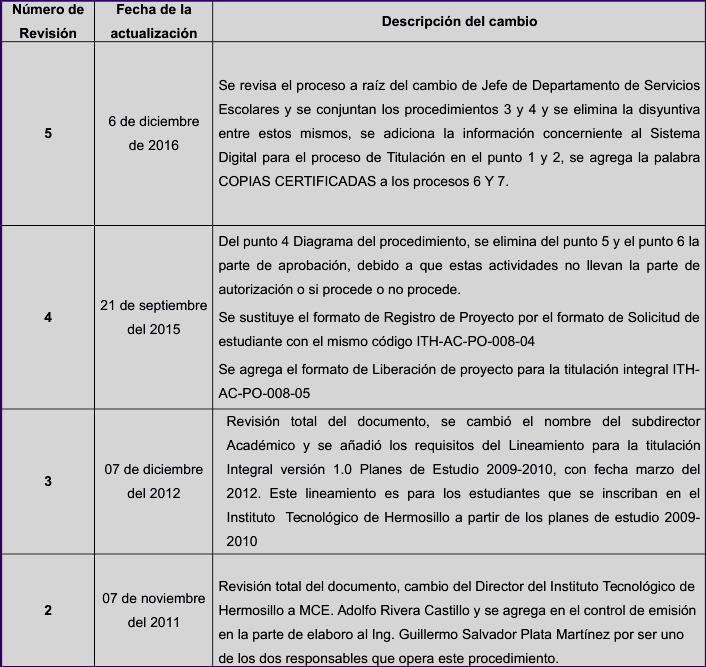 Número de
Revisión
Fecha de la
actualización
Descripción del cambio
5
6 de diciembre
de 2016
Se revisa el proceso a raíz del cambio de Jefe de Departamento de Servicios
Escolares y se conjuntan los procedimientos 3 y 4 y se elimina la disyuntiva
entre estos mismos, se adiciona la información concerniente al Sistema
Digital para el proceso de Titulación en el punto 1 y 2, se agrega la palabra
COPIAS CERTIFICADAS a los procesos 6 Y 7.
4
21 de septiembre
del 2015
Del punto 4 Diagrama del procedimiento, se elimina del punto 5 y el punto 6 la
parte de aprobación, debido a que estas actividades no llevan la parte de
autorización o si procede o no procede.
Se sustituye el formato de Registro de Proyecto por el formato de Solicitud de
estudiante con el mismo código ITH-AC-PO-008-04
Se agrega el formato de Liberación de proyecto para la titulación integral ITH-
AC-PO-008-05
3
07 de diciembre
del 2012
Revisión total del documento, se cambió el nombre del subdirector
Académico y se añadió los requisitos del Lineamiento para la titulación
Integral versión 1.0 Planes de Estudio 2009-2010, con fecha marzo del
2012. Este lineamiento es para los estudiantes que se inscriban en el
Instituto Tecnológico de Hermosillo a partir de los planes de estudio 2009-
2010
2
07 de noviembre
del 2011
Revisión total del documento, cambio del Director del Instituto Tecnológico de
Hermosillo a MCE. Adolfo Rivera Castillo y se agrega en el control de emisión
en la parte de elaboro al Ing. Guillermo Salvador Plata Martínez por ser uno
de los dos responsables que opera este procedimiento.